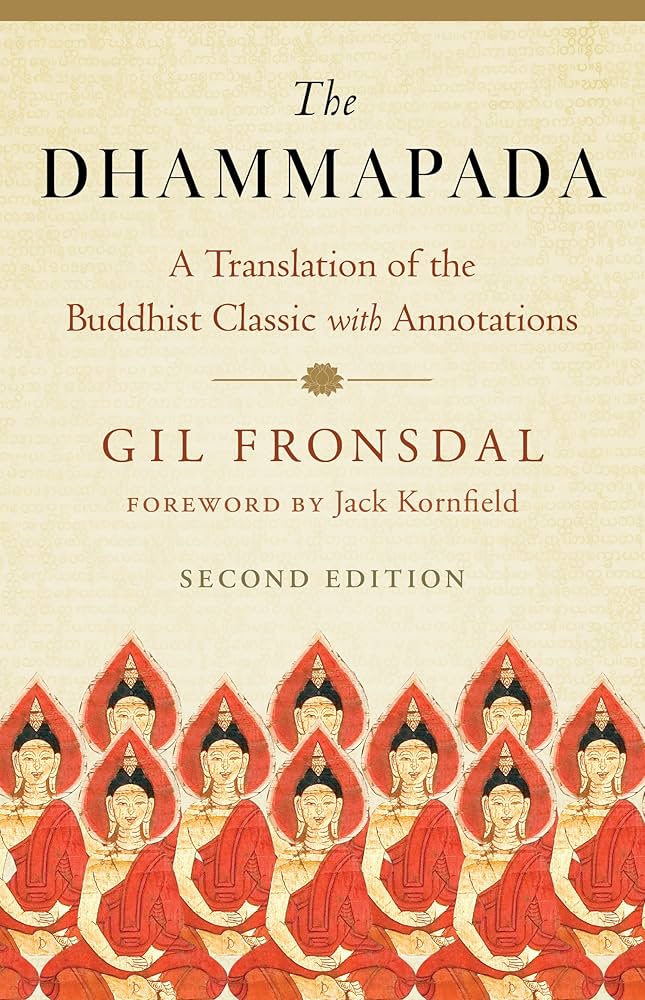 The
DHAMMAPADA
A Translation of the
Buddhist Classic with Annotations
GIL FRONSDAL
FOREWORD BY Jack Kornfield
SECOND EDITION